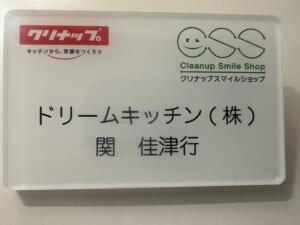 クリナップ
キッチンから、笑顔をつくろう
CSS
Cleanup Smile Shop
クリナップスマイルショップ
ドリームキッチン(株)
関 佳津行